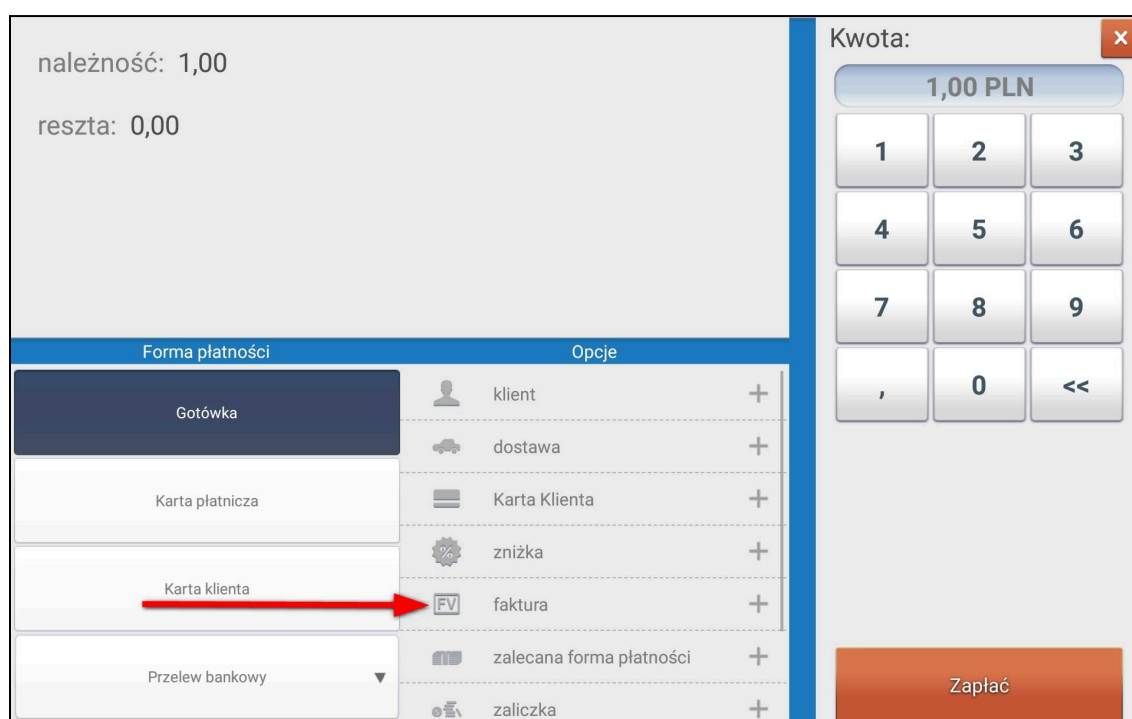 należność: 1,00
reszta: 0,00
Kwota:
×
1,00 PLN
1 2 3
4 5 6
7 8 9
, 0 <<
Zapłać
Forma płatności
Gotówka
Karta płatnicza
Karta klienta
Przelew bankowy ▼
Opcje
klient +
dostawa +
Karta Klienta +
% zniżka +
FV faktura +
zalecana forma płatności +
zaliczka +